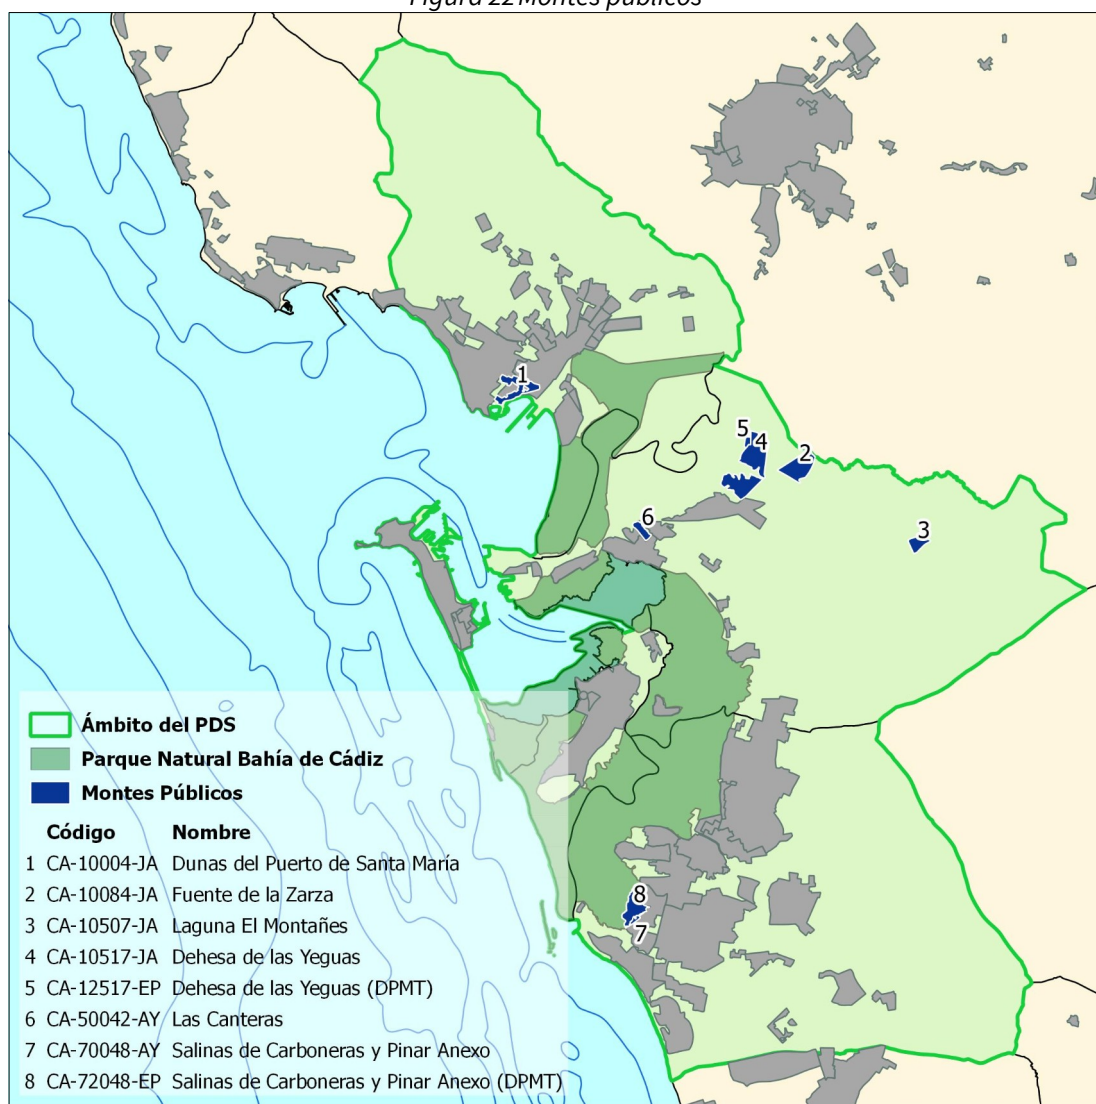 Figura 22 Montes públicos
1
5
4
2
6
3
8
7
Ámbito del PDS
Parque Natural Bahía de Cádiz
Montes Públicos
Código Nombre
1 CA-10004-JA Dunas del Puerto de Santa María
2 CA-10084-JA Fuente de la Zarza
3 CA-10507-JA Laguna El Montañes
4 CA-10517-JA Dehesa de las Yeguas
5 CA-12517-EP Dehesa de las Yeguas (DPMT)
6 CA-50042-AY Las Canteras
7 CA-70048-AY Salinas de Carboneras y Pinar Anexo
8 CA-72048-EP Salinas de Carboneras y Pinar Anexo (DPMT)